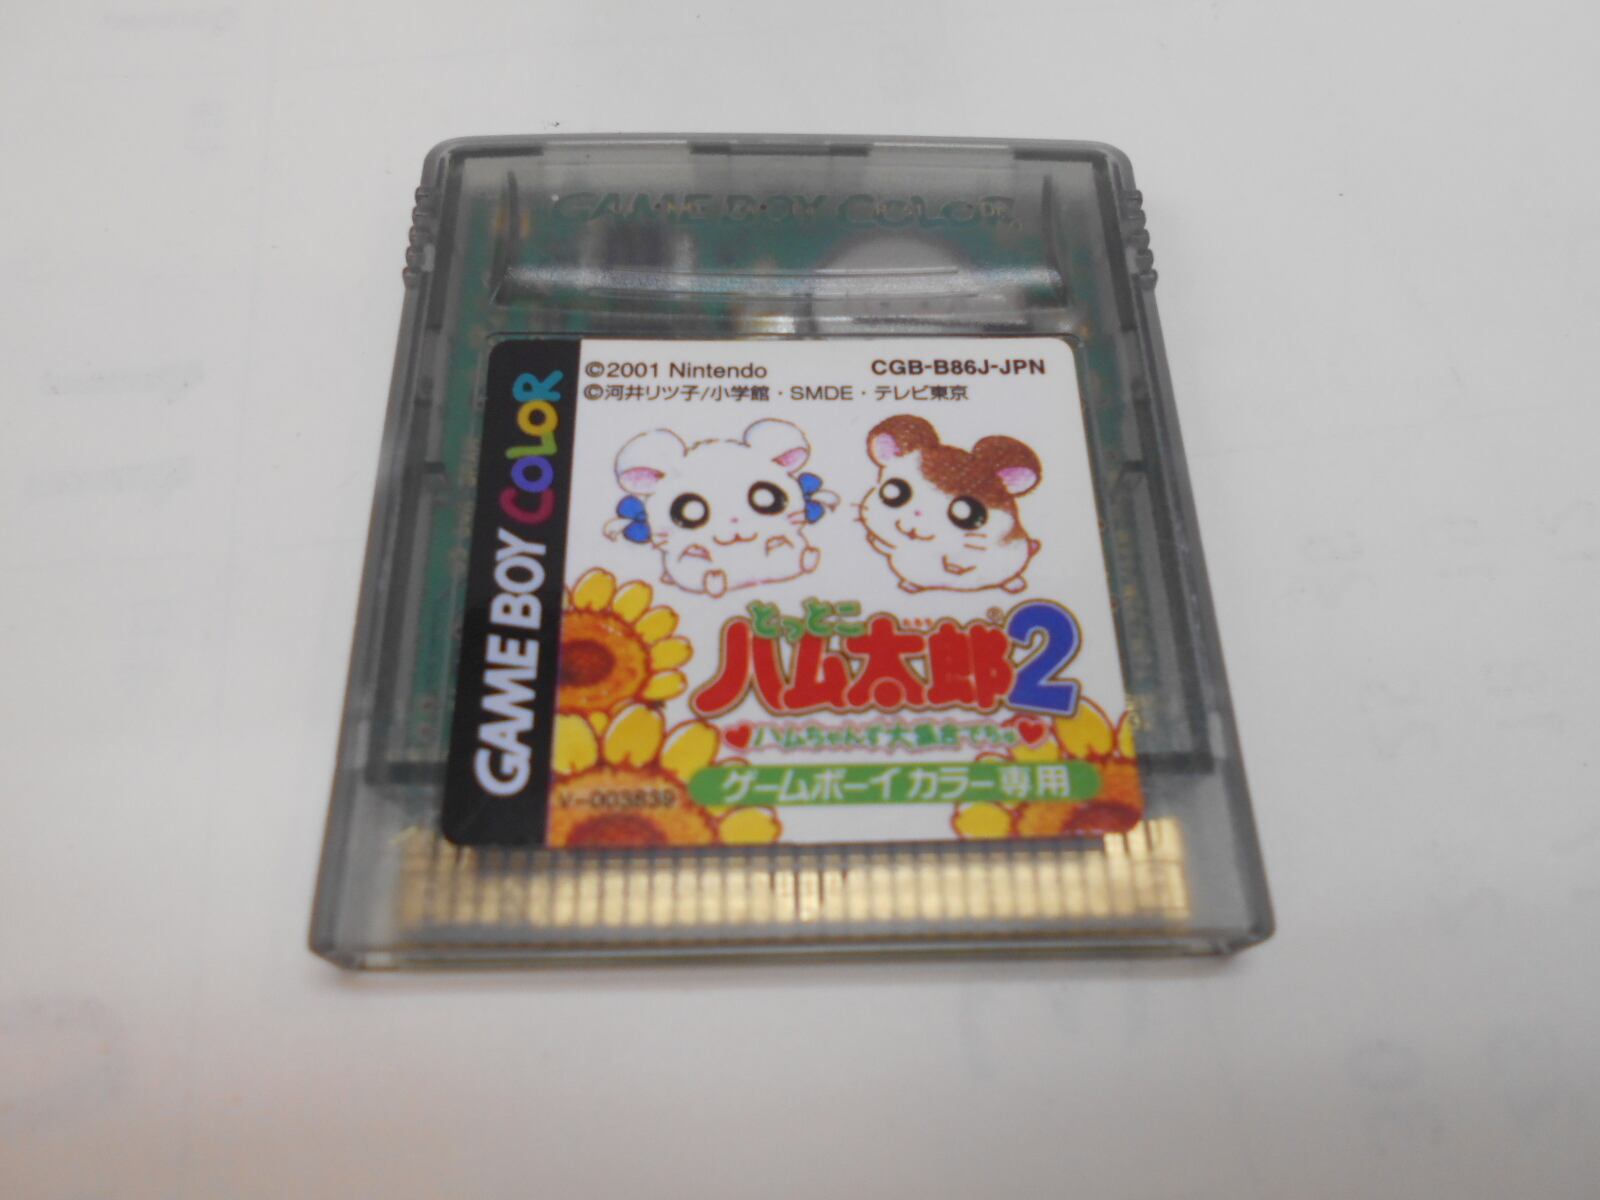 GAME BOY COLOR
©2001 Nintendo
CGB-B86J-JPN
©河井リツ子/小学館・SMDE・テレビ東京
GAME BOY COLOR
とっとこ
ハム太郎®2
ハムちゃんず大集合でちゅ
ゲームボーイカラー専用
V-003839